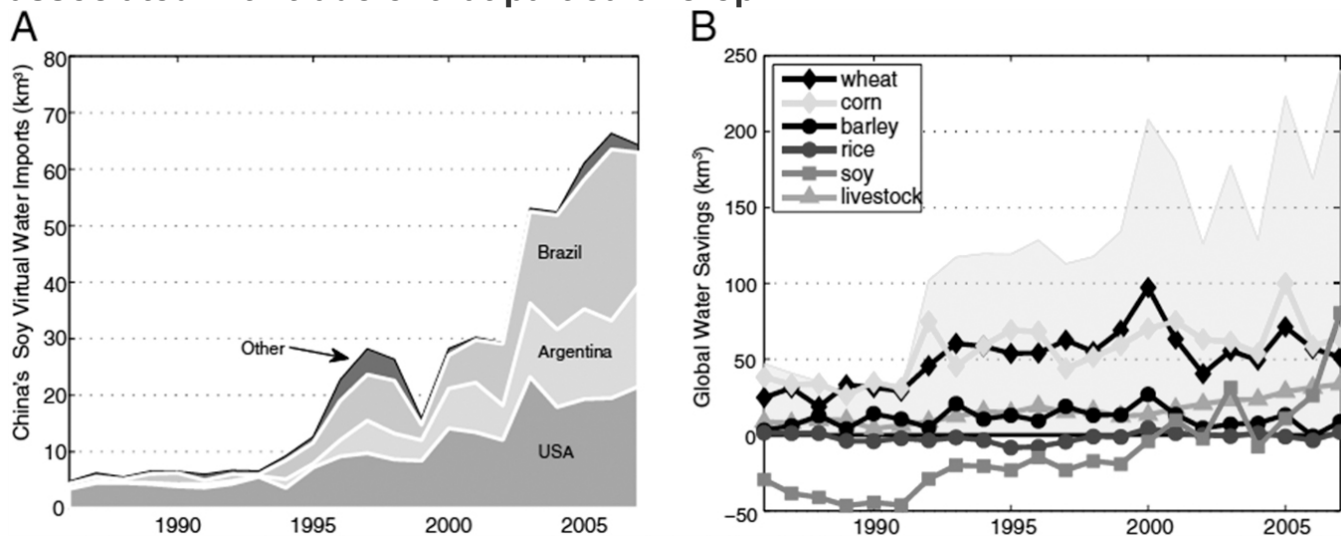 A
China's Soy Virtual Water Imports (km³)
80
70
60
50
40
30
20
10
0
1990
1995
2000
2005
Other
Brazil
Argentina
USA
B
Global Water Savings (km³)
250
200
150
100
50
0
−50
1990
1995
2000
2005
wheat
corn
barley
rice
soy
livestock